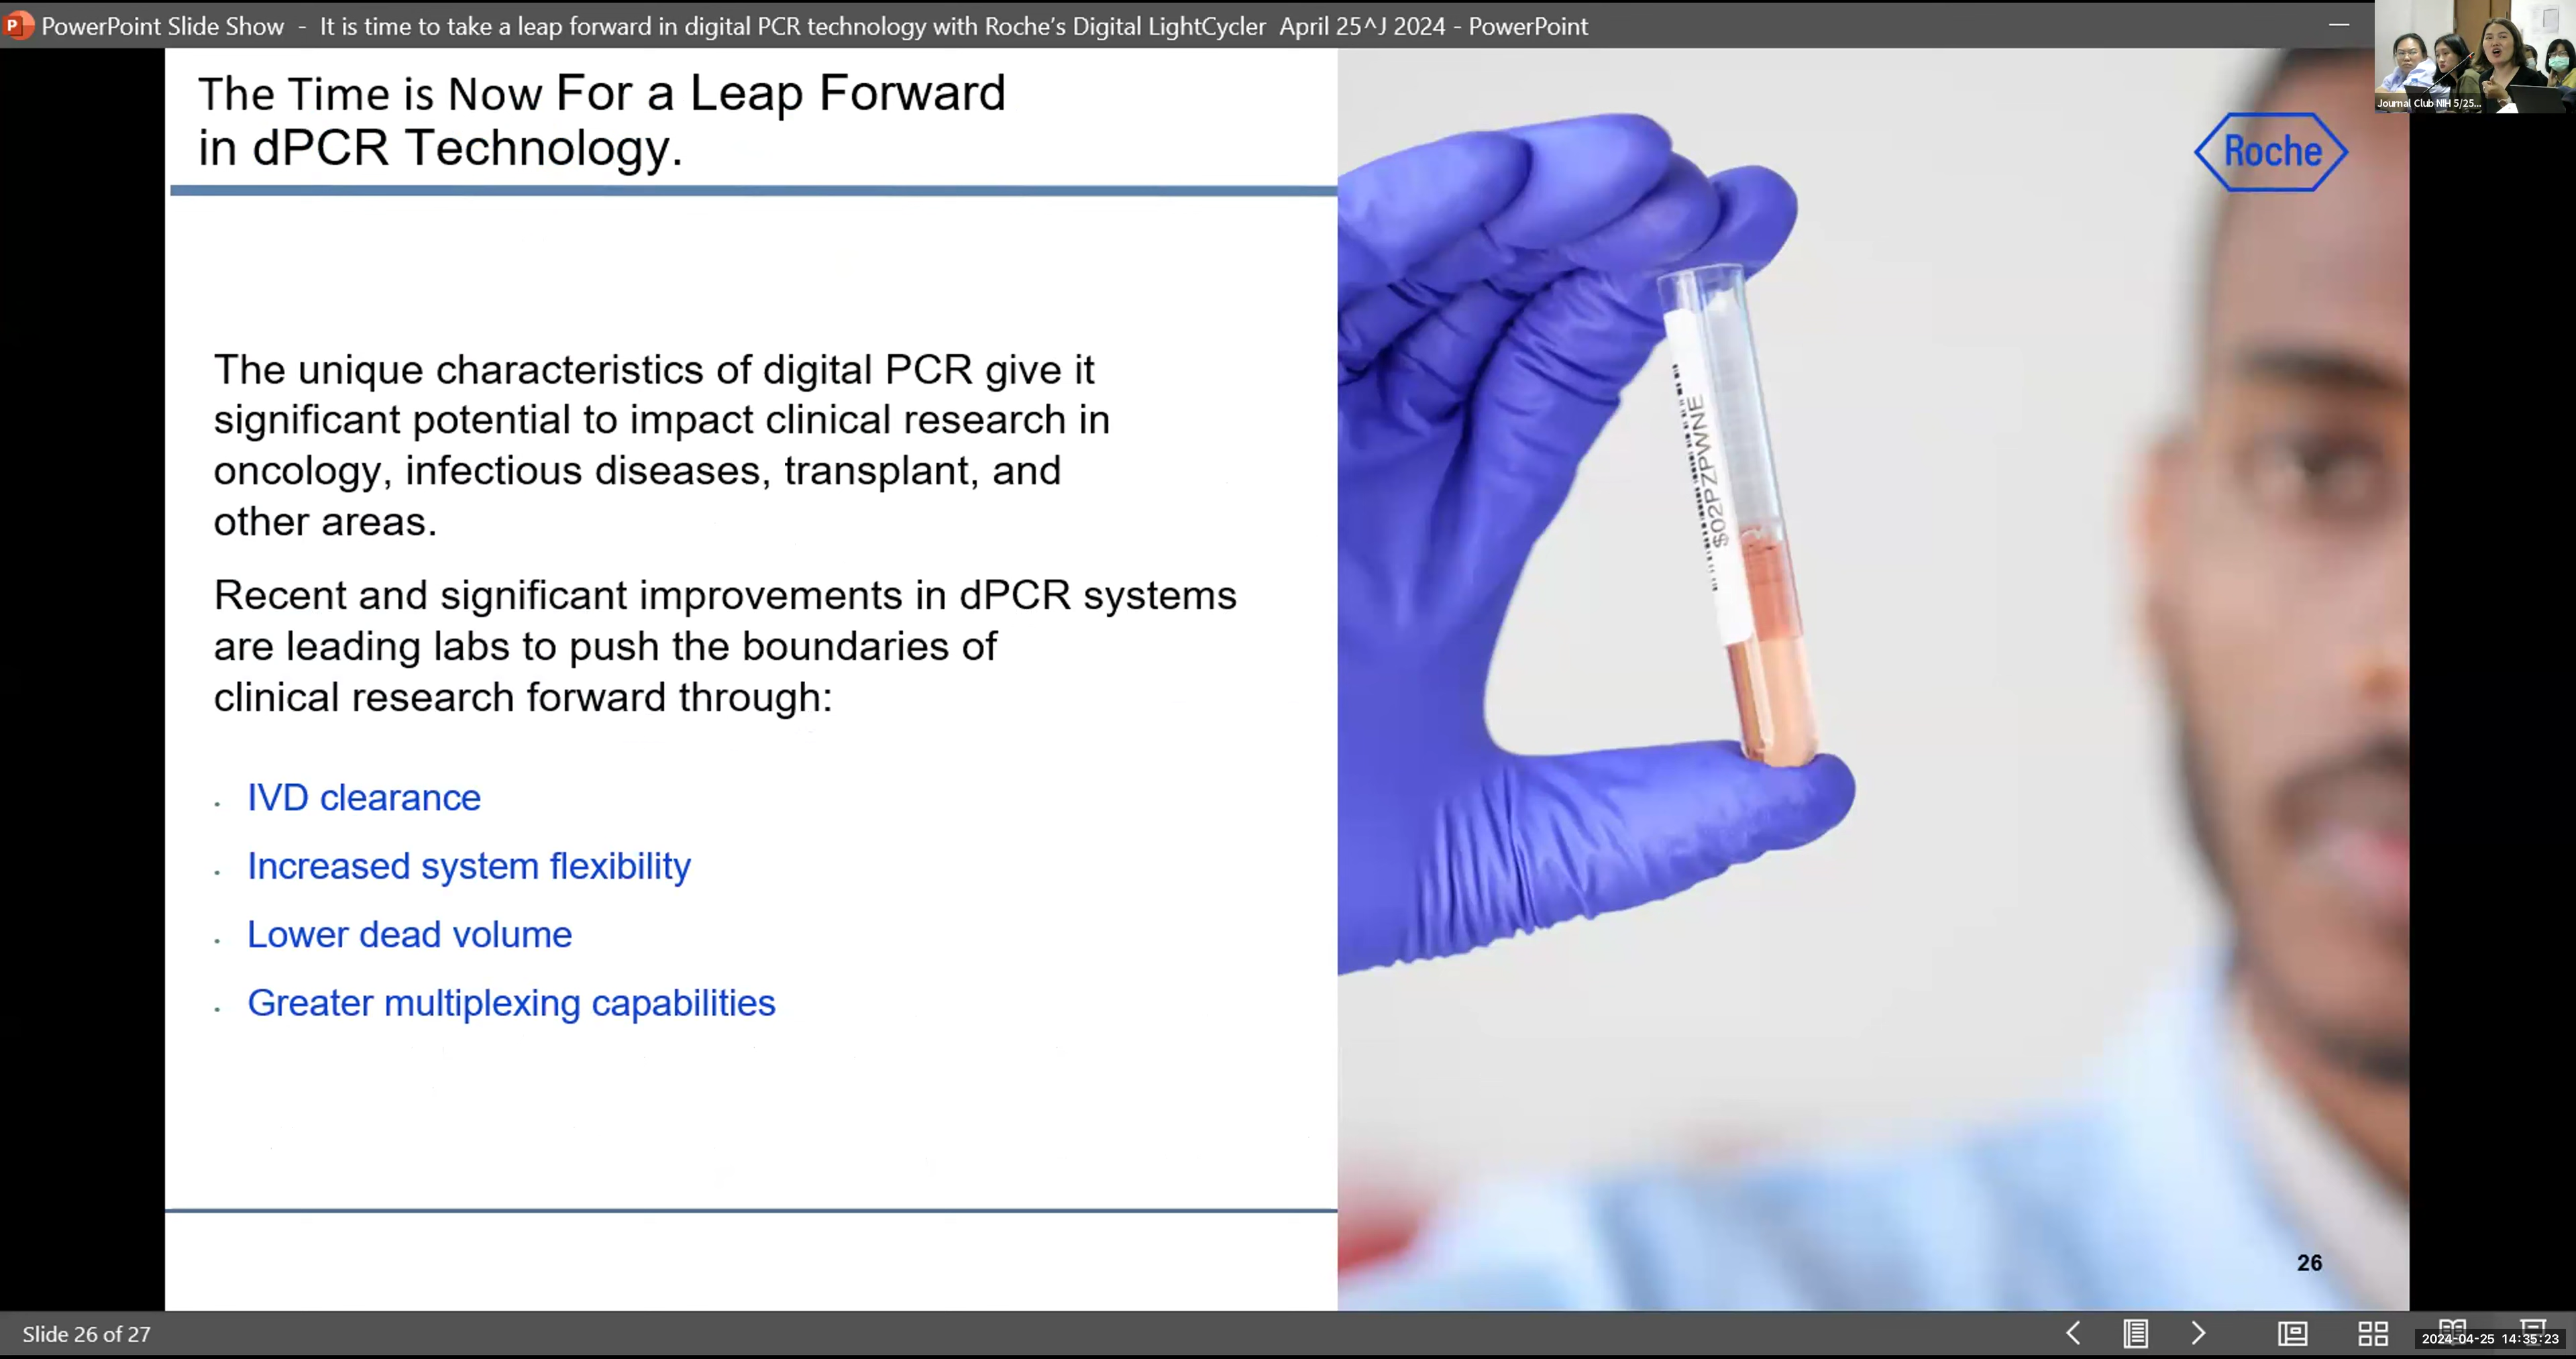 PowerPoint Slide Show - It is time to take a leap forward in digital PCR technology with Roche's Digital LightCycler April 25^J 2024 - PowerPoint
Journal Club NIH 5/25...
The Time is Now For a Leap Forward
in dPCR Technology.
Roche
The unique characteristics of digital PCR give it
significant potential to impact clinical research in
oncology, infectious diseases, transplant, and
other areas.
Recent and significant improvements in dPCR systems
are leading labs to push the boundaries of
clinical research forward through:
• IVD clearance
• Increased system flexibility
• Lower dead volume
• Greater multiplexing capabilities
S02PZPWNE
26
Slide 26 of 27
2024-04-25 14:35:23